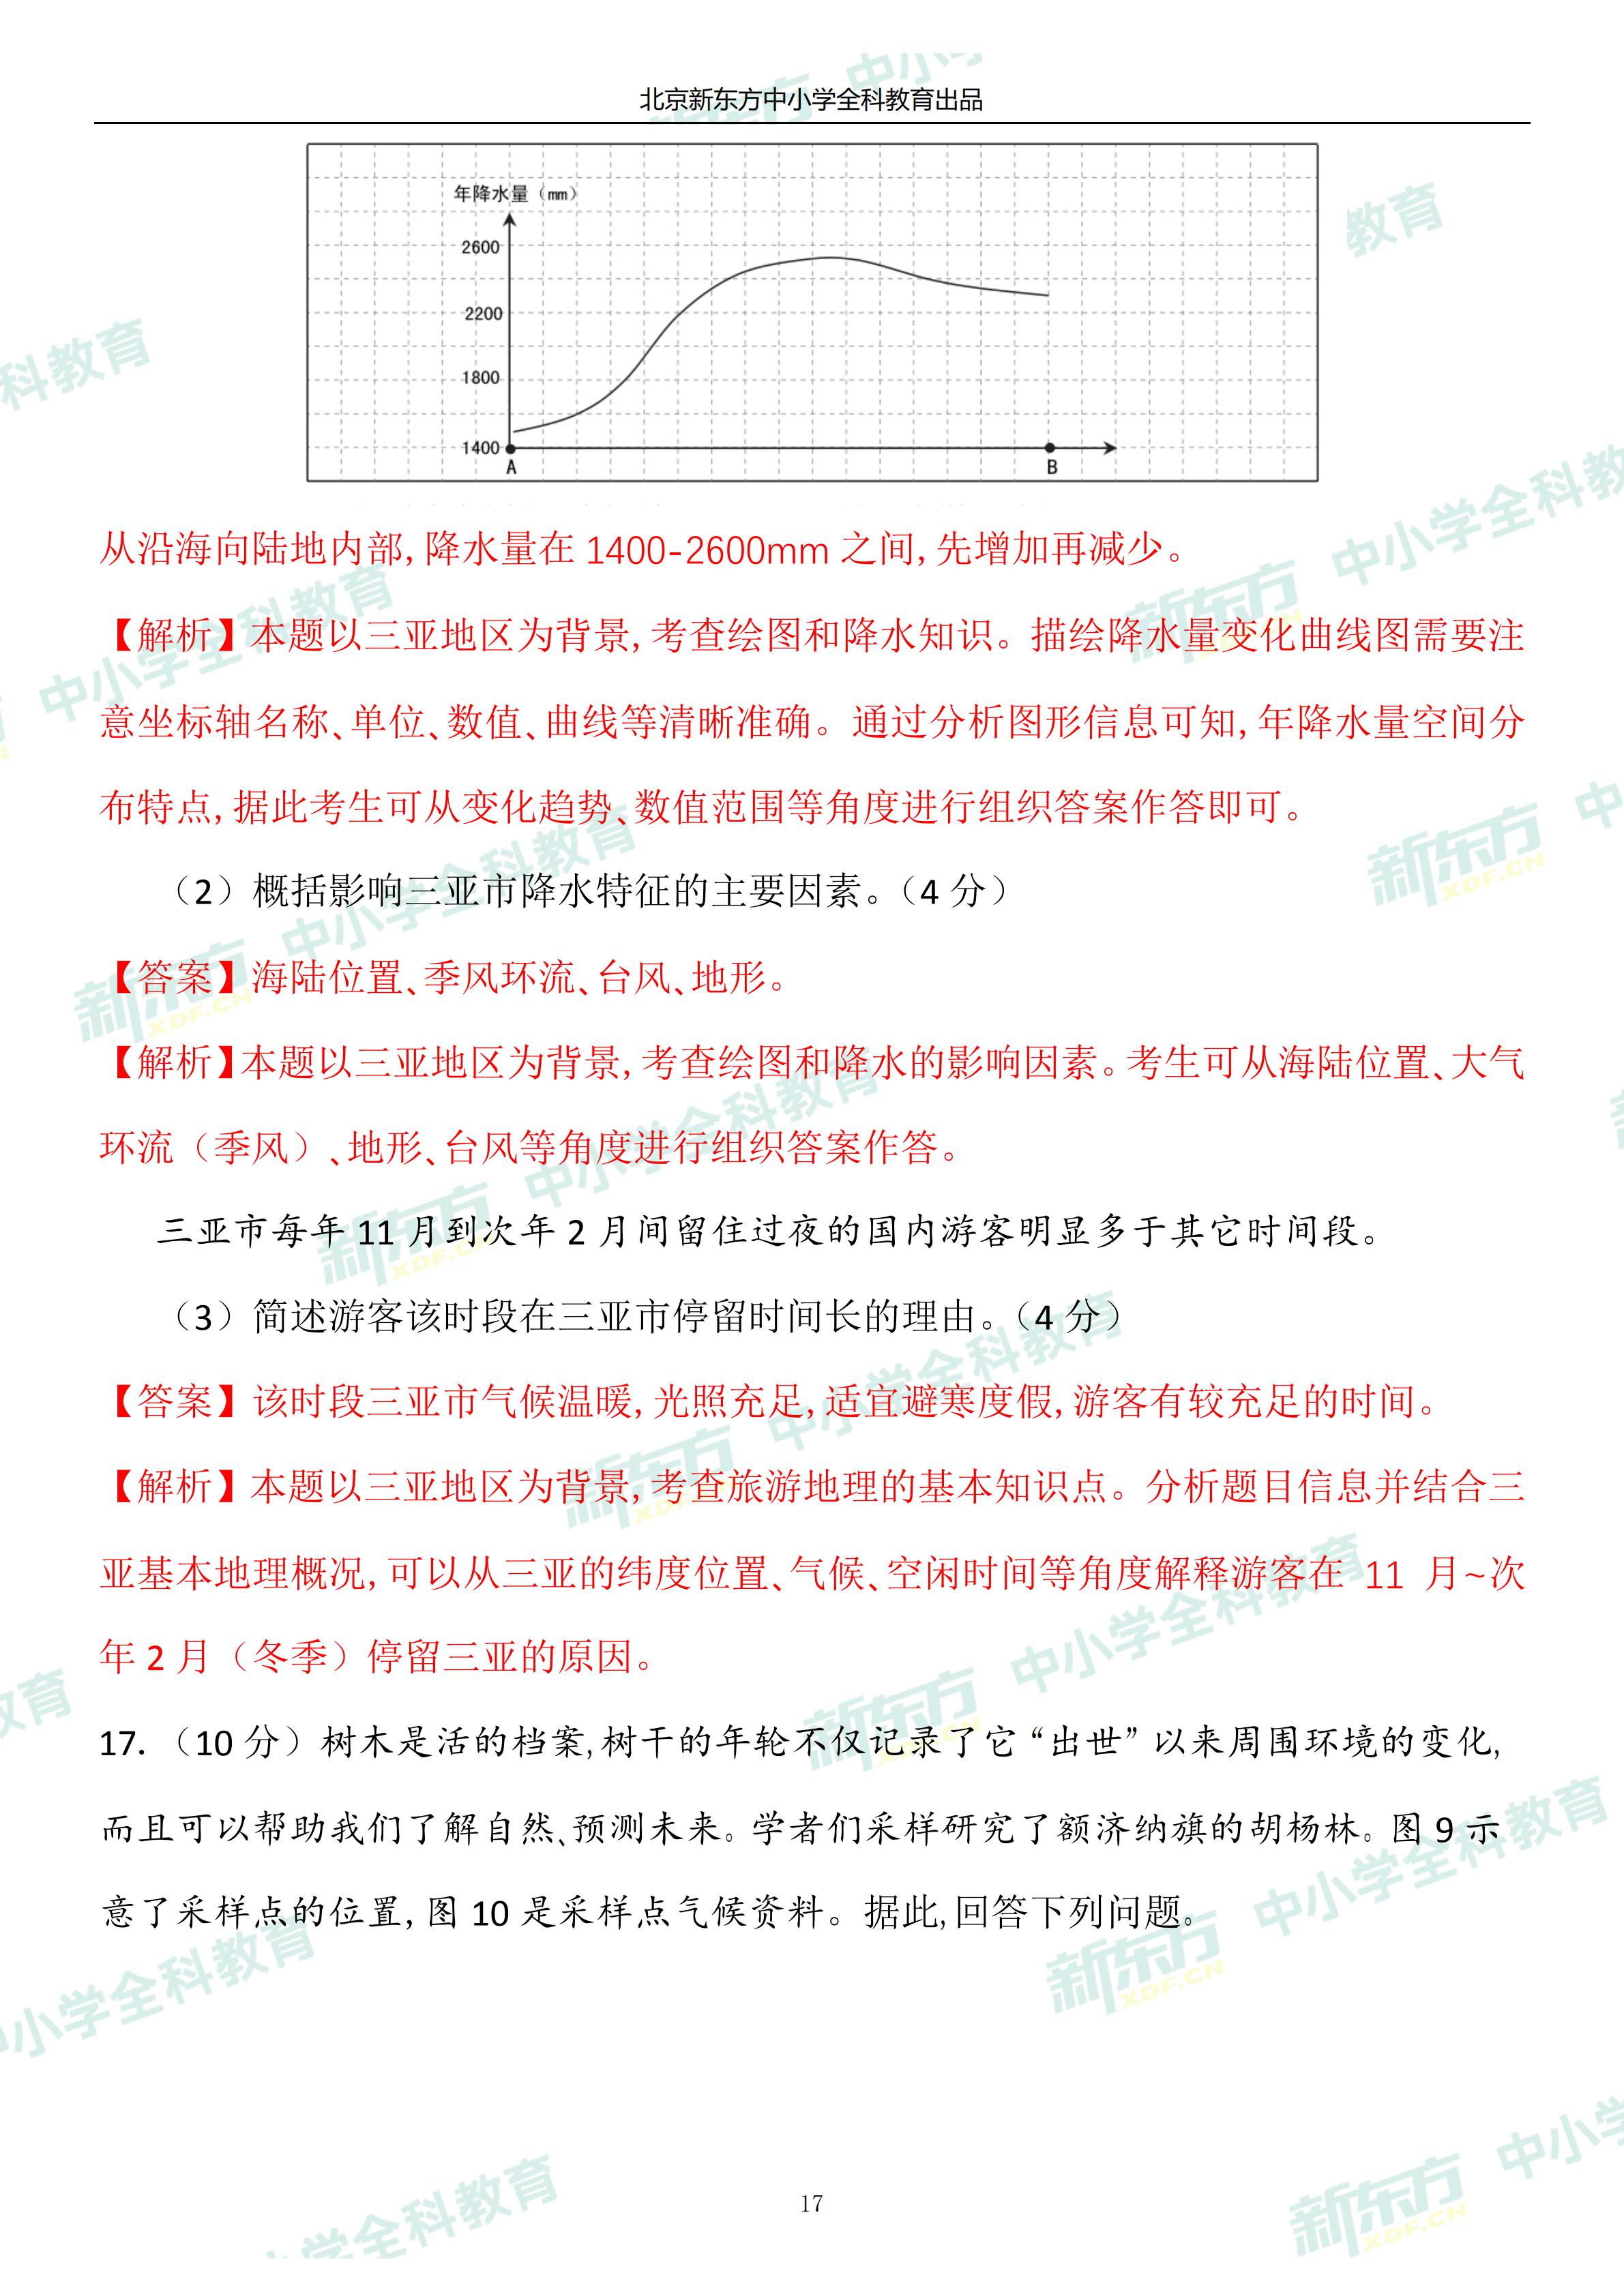 北京新东方中小学全科教育出品
年降水量（mm）
2600
2200
1800
1400
A
B
从沿海向陆地内部,降水量在 1400-2600mm 之间,先增加再减少。
【解析】本题以三亚地区为背景,考查绘图和降水知识。描绘降水量变化曲线图需要注
意坐标轴名称、单位、数值、曲线等清晰准确。通过分析图形信息可知,年降水量空间分
布特点,据此考生可从变化趋势、数值范围等角度进行组织答案作答即可。
（2）概括影响三亚市降水特征的主要因素。（4 分）
【答案】海陆位置、季风环流、台风、地形。
【解析】本题以三亚地区为背景,考查绘图和降水的影响因素。考生可从海陆位置、大气
环流（季风）、地形、台风等角度进行组织答案作答。
三亚市每年 11 月到次年 2 月间留住过夜的国内游客明显多于其它时间段。
（3）简述游客该时段在三亚市停留时间长的理由。（4 分）
【答案】该时段三亚市气候温暖,光照充足,适宜避寒度假,游客有较充足的时间。
【解析】本题以三亚地区为背景,考查旅游地理的基本知识点。分析题目信息并结合三
亚基本地理概况,可以从三亚的纬度位置、气候、空闲时间等角度解释游客在 11 月~次
年 2 月（冬季）停留三亚的原因。
17. （10 分）树木是活的档案,树干的年轮不仅记录了它“出世”以来周围环境的变化,
而且可以帮助我们了解自然、预测未来。学者们采样研究了额济纳旗的胡杨林。图 9 示
意了采样点的位置,图 10 是采样点气候资料。据此,回答下列问题。
17
新东方 XDF.CN 中小学全科教育